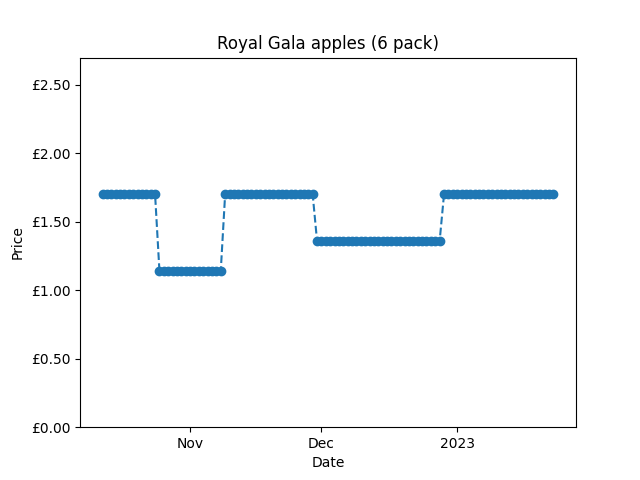 Royal Gala apples (6 pack)
£2.50
£2.00
£1.50
£1.00
£0.50
£0.00
Price
Nov
Dec
2023
Date